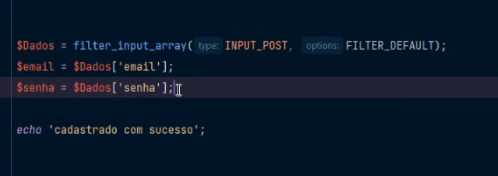 $Dados = filter_input_array( type: INPUT_POST, options: FILTER_DEFAULT);
$email = $Dados['email'];
$senha = $Dados['senha'];
echo 'cadastrado com sucesso';